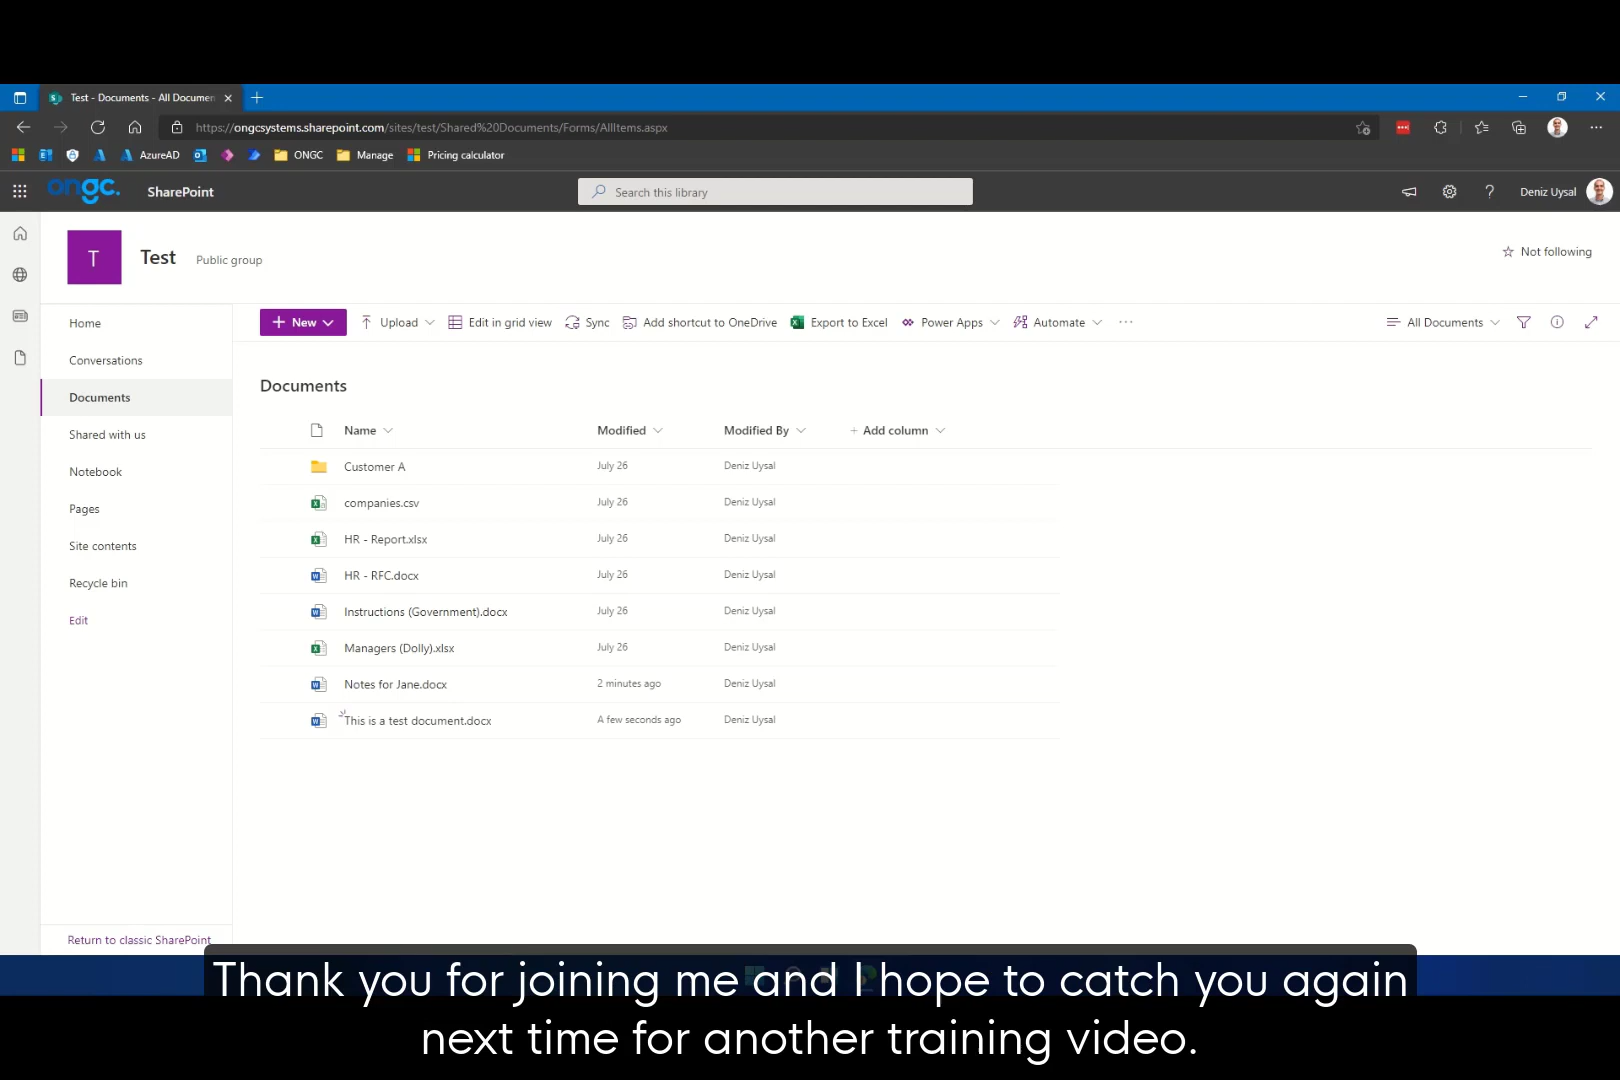 Test - Documents - All Documen
https://ongcsystems.sharepoint.com/sites/test/Shared%20Documents/Forms/AllItems.aspx
AzureAD ONGC Manage Pricing calculator
ongc. SharePoint Search this library Deniz Uysal
T Test Public group Not following
Home
Conversations
Documents
Shared with us
Notebook
Pages
Site contents
Recycle bin
Edit
Return to classic SharePoint
New Upload Edit in grid view Sync Add shortcut to OneDrive Export to Excel Power Apps Automate All Documents
Documents
Name Modified Modified By Add column
Customer A July 26 Deniz Uysal
companies.csv July 26 Deniz Uysal
HR - Report.xlsx July 26 Deniz Uysal
HR - RFC.docx July 26 Deniz Uysal
Instructions (Government).docx July 26 Deniz Uysal
Managers (Dolly).xlsx July 26 Deniz Uysal
Notes for Jane.docx 2 minutes ago Deniz Uysal
This is a test document.docx A few seconds ago Deniz Uysal
Thank you for joining me and I hope to catch you again
next time for another training video.